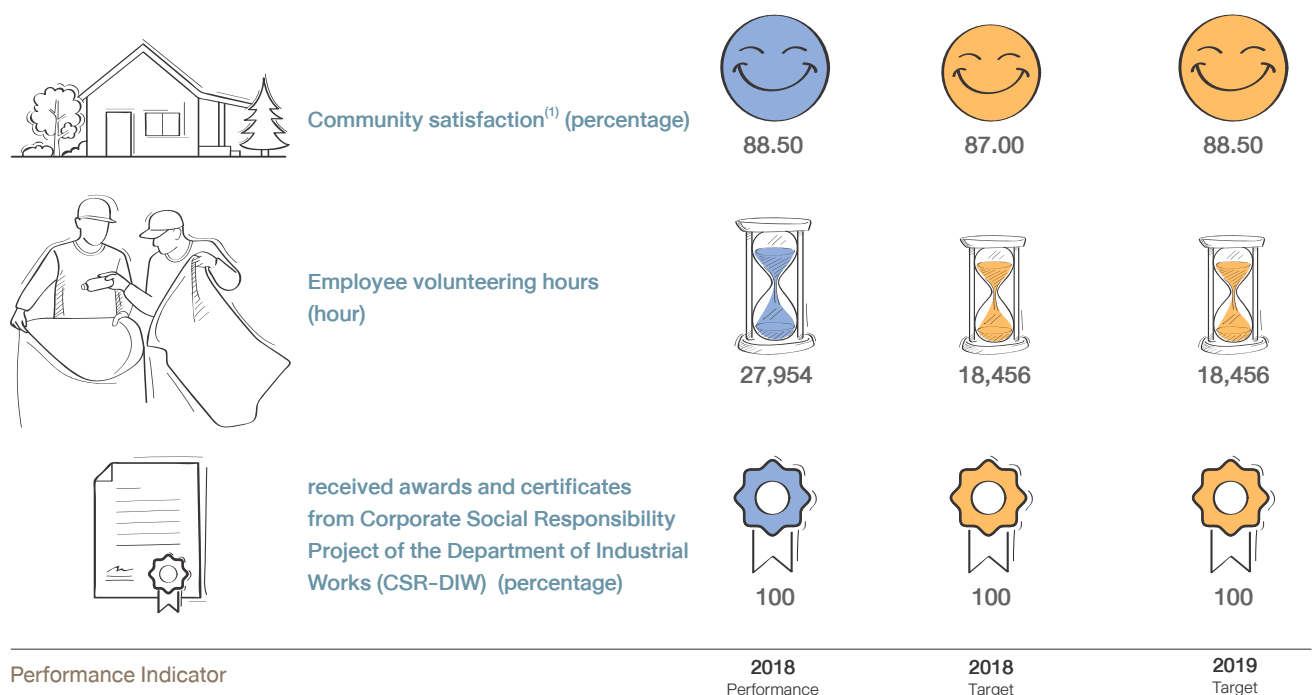 Community satisfaction(1) (percentage)
88.50
87.00
88.50
Employee volunteering hours
(hour)
27,954
18,456
18,456
received awards and certificates
from Corporate Social Responsibility
Project of the Department of Industrial
Works (CSR-DIW) (percentage)
100
100
100
Performance Indicator
2018
Performance
2018
Target
2019
Target